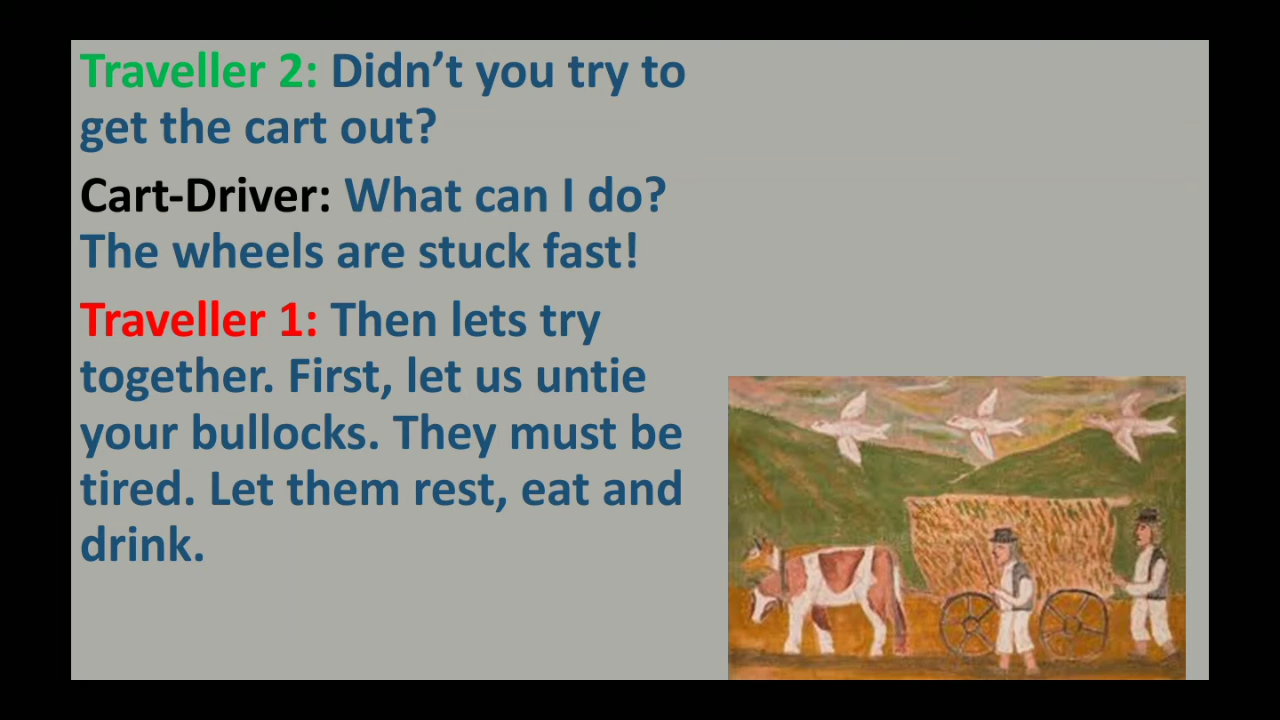 Traveller 2: Didn’t you try to
get the cart out?
Cart-Driver: What can I do?
The wheels are stuck fast!
Traveller 1: Then lets try
together. First, let us untie
your bullocks. They must be
tired. Let them rest, eat and
drink.